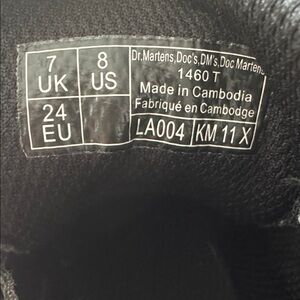 7 UK
8 US
24 EU
Dr.Martens,Doc's,DM's,Doc Martens
1460 T
Made in Cambodia
Fabriqué en Cambodge
LA004
KM 11 X